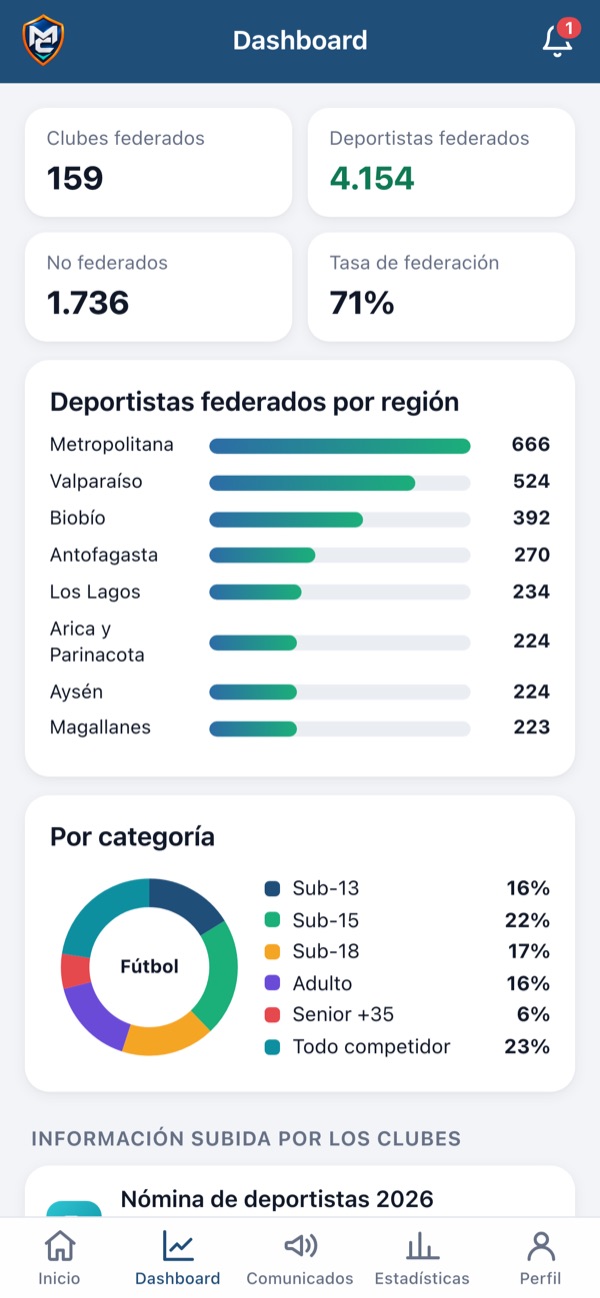 MC
Dashboard
1
Clubes federados
159
Deportistas federados
4.154
No federados
1.736
Tasa de federación
71%
Deportistas federados por región
Metropolitana 666
Valparaíso 524
Biobío 392
Antofagasta 270
Los Lagos 234
Arica y
Parinacota 224
Aysén 224
Magallanes 223
Por categoría
Fútbol
Sub-13 16%
Sub-15 22%
Sub-18 17%
Adulto 16%
Senior +35 6%
Todo competidor 23%
INFORMACIÓN SUBIDA POR LOS CLUBES
Nómina de deportistas 2026
Inicio
Dashboard
Comunicados
Estadísticas
Perfil